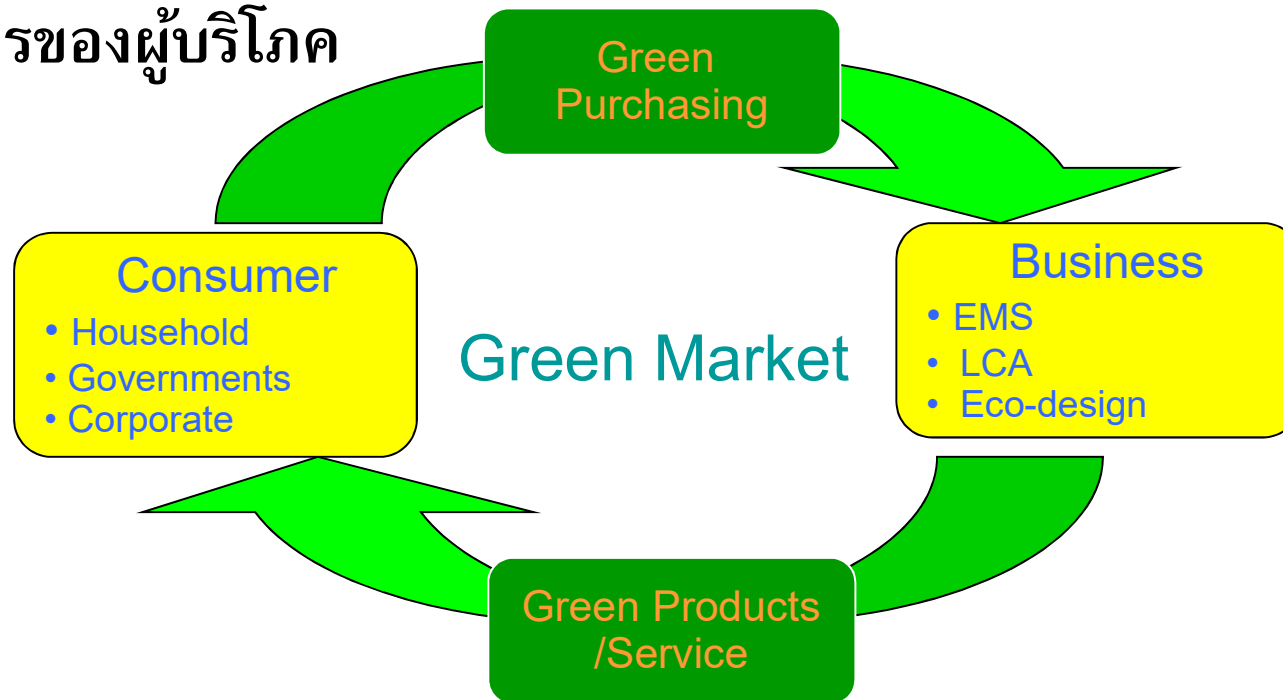 รของผู้บริโภค
Green
Purchasing
Consumer
• Household
• Governments
• Corporate
Green Market
Business
• EMS
• LCA
• Eco-design
Green Products
/Service